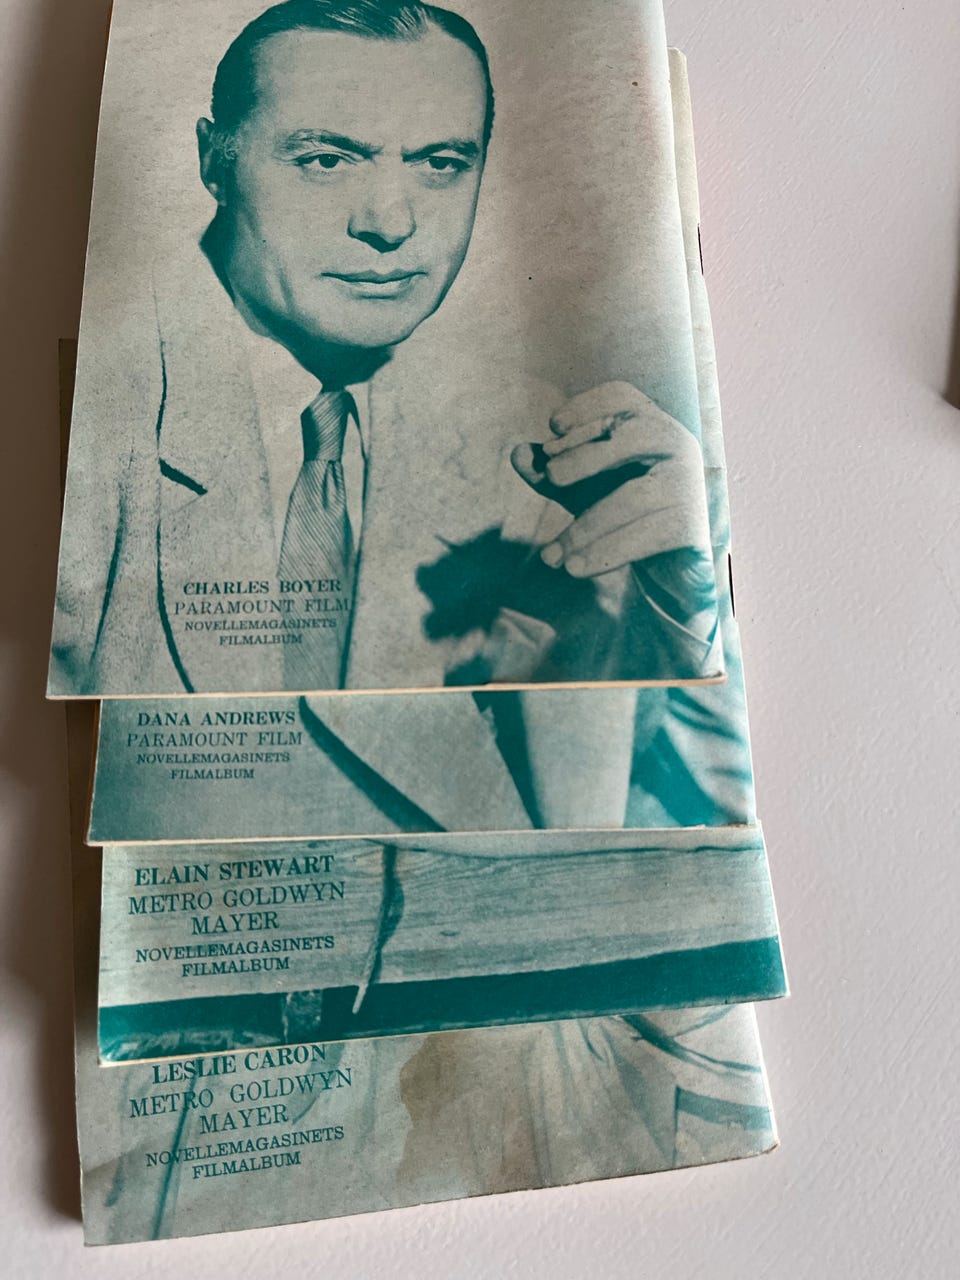 CHARLES BOYER
PARAMOUNT FILM
NOVELLEMAGASINETS
FILMALBUM
DANA ANDREWS
PARAMOUNT FILM
NOVELLEMAGASINETS
FILMALBUM
ELAIN STEWART
METRO GOLDWYN
MAYER
NOVELLEMAGASINETS
FILMALBUM
LESLIE CARON
METRO GOLDWYN
MAYER
NOVELLEMAGASINETS
FILMALBUM